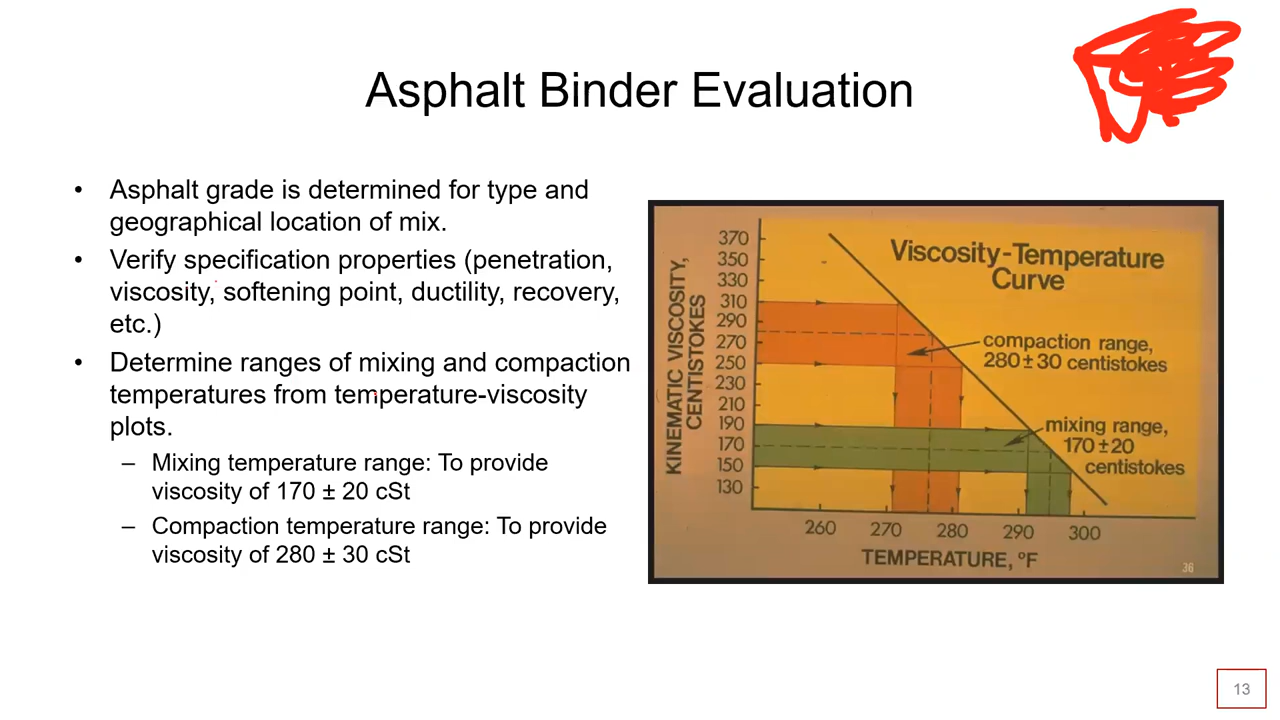 Asphalt Binder Evaluation
• Asphalt grade is determined for type and
geographical location of mix.
• Verify specification properties (penetration,
viscosity, softening point, ductility, recovery,
etc.)
• Determine ranges of mixing and compaction
temperatures from temperature-viscosity
plots.
– Mixing temperature range: To provide
viscosity of 170 ± 20 cSt
– Compaction temperature range: To provide
viscosity of 280 ± 30 cSt
Viscosity-Temperature
Curve
KINEMATIC VISCOSITY,
CENTISTOKES
370
350
330
310
290
270
250
230
210
190
170
150
130
compaction range,
280±30 centistokes
mixing range,
170±20
centistokes
260 270 280 290 300
TEMPERATURE, ºF
36
13